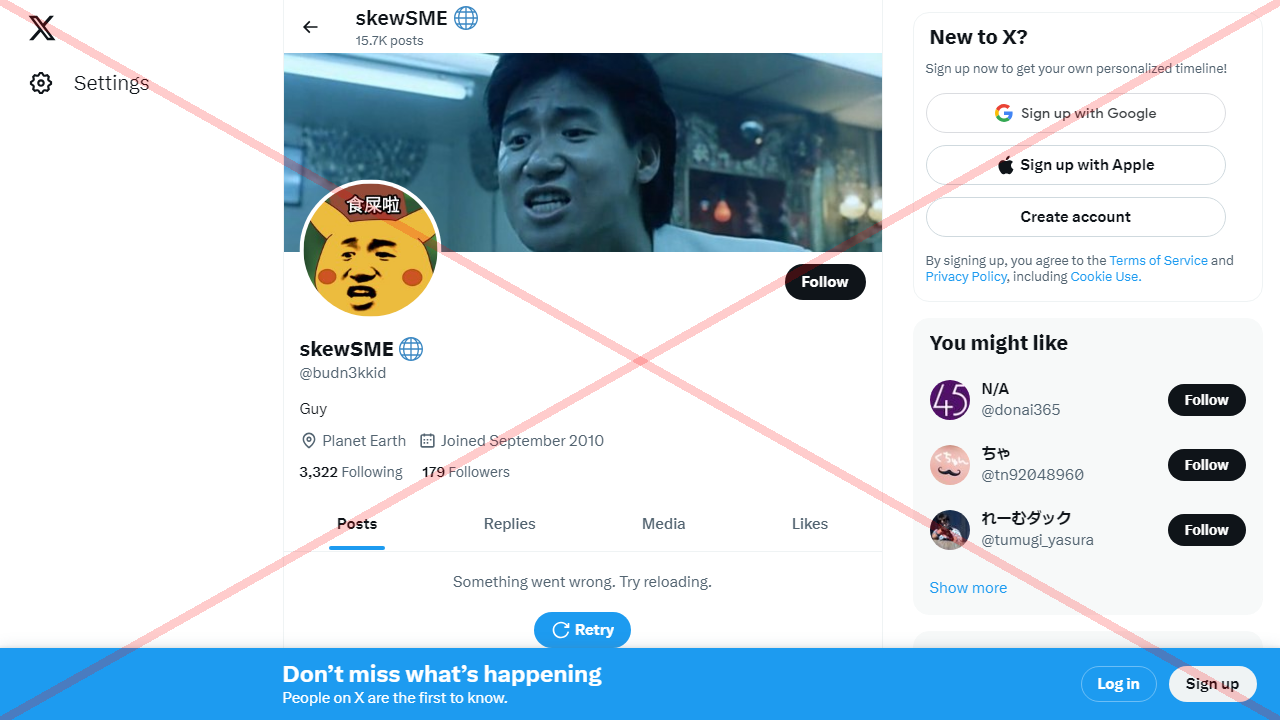 Settings
skewSME
15.7K posts
食屎啦
Follow
skewSME
@budn3kkid
Guy
Planet Earth Joined September 2010
3,322 Following 179 Followers
Posts Replies Media Likes
Something went wrong. Try reloading.
Retry
New to X?
Sign up now to get your own personalized timeline!
Sign up with Google
Sign up with Apple
Create account
By signing up, you agree to the Terms of Service and
Privacy Policy, including Cookie Use.
You might like
45
N/A
@donai365
Follow
ちゃ
@tn92048960
Follow
れーむダック
@tumugi_yasura
Follow
Show more
Don’t miss what’s happening
People on X are the first to know.
Log in
Sign up